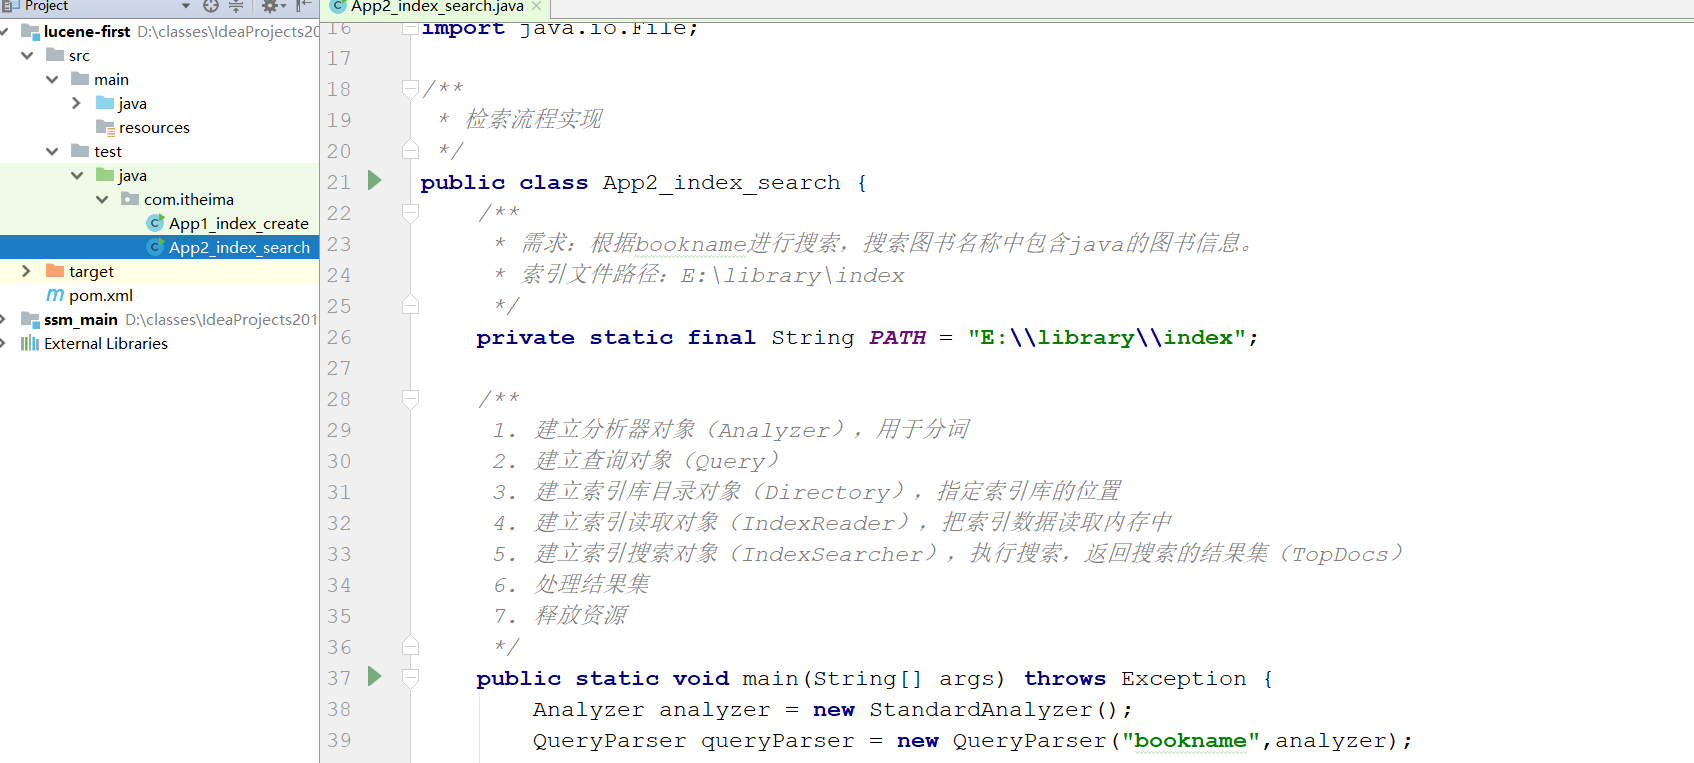 Project
lucene-first D:\classes\IdeaProjects20
src
main
java
resources
test
java
com.itheima
App1_index_create
App2_index_search
target
pom.xml
ssm_main D:\classes\IdeaProjects201
External Libraries
App2_index_search.java
16 import java.io.File;
17
18 /**
19 * 检索流程实现
20 */
21 public class App2_index_search {
22 /**
23 * 需求：根据bookname进行搜索，搜索图书名称中包含java的图书信息。
24 * 索引文件路径：E:\library\index
25 */
26 private static final String PATH = "E:\\library\\index";
27
28 /**
29 1. 建立分析器对象（Analyzer），用于分词
30 2. 建立查询对象（Query）
31 3. 建立索引库目录对象（Directory），指定索引库的位置
32 4. 建立索引读取对象（IndexReader），把索引数据读取内存中
33 5. 建立索引搜索对象（IndexSearcher），执行搜索，返回搜索的结果集（TopDocs）
34 6. 处理结果集
35 7. 释放资源
36 */
37 public static void main(String[] args) throws Exception {
38 Analyzer analyzer = new StandardAnalyzer();
39 QueryParser queryParser = new QueryParser("bookname",analyzer);